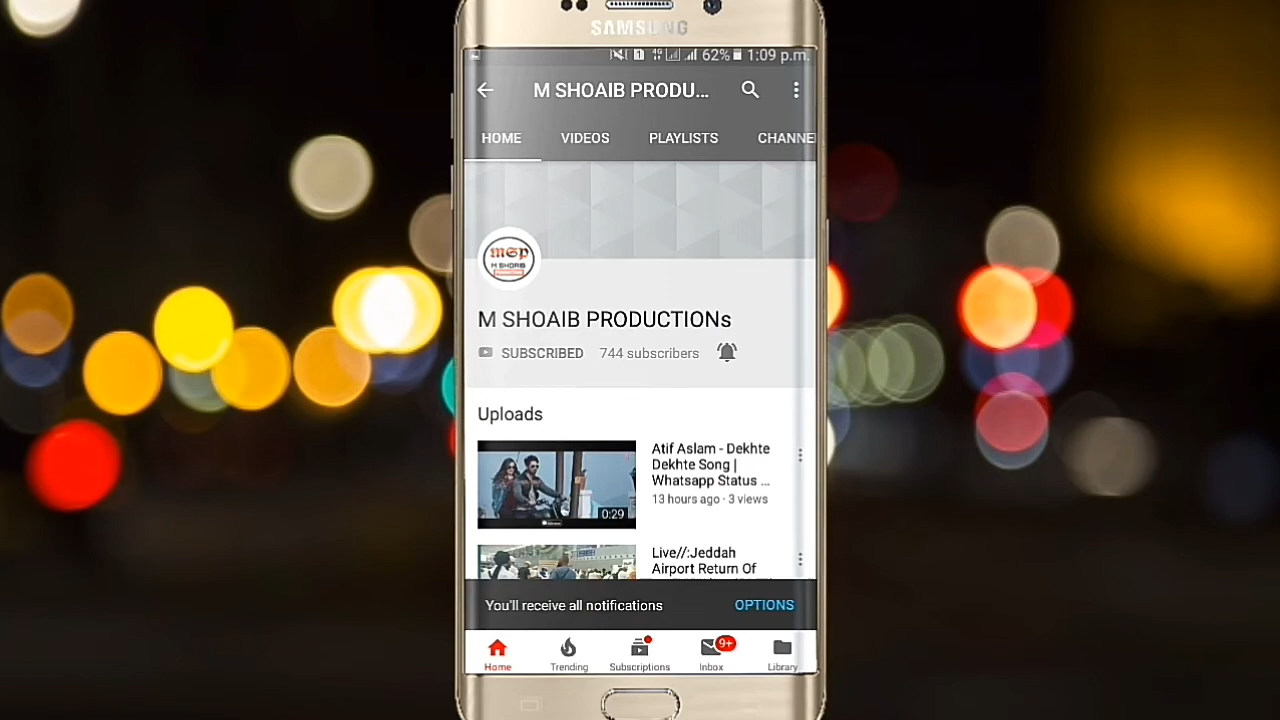 SAMSUNG
62% 1:09 p.m.
M SHOAIB PRODU...
HOME VIDEOS PLAYLISTS CHANNE
MSP
M SHOAIB
M SHOAIB PRODUCTIONs
SUBSCRIBED 744 subscribers
Uploads
Atif Aslam - Dekhte
Dekhte Song |
Whatsapp Status ...
13 hours ago · 3 views
0:29
Live//:Jeddah
Airport Return Of
You'll receive all notifications OPTIONS
9+
Home Trending Subscriptions Inbox Library